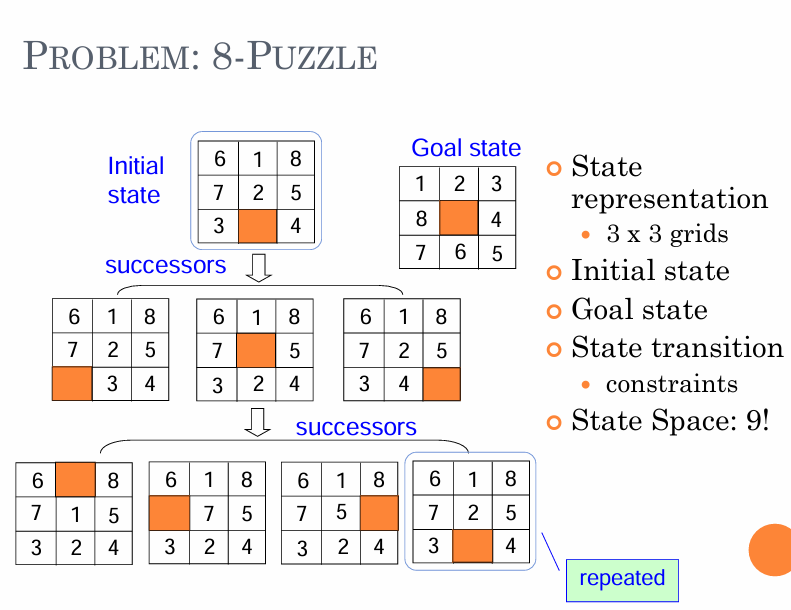 PROBLEM: 8-PUZZLE
Initial
state
6 1 8
7 2 5
3 4
Goal state
1 2 3
8 4
7 6 5
successors
6 1 8
7 2 5
3 4
6 1 8
7 5
3 2 4
6 1 8
7 2 5
3 4
successors
6 8
7 1 5
3 2 4
6 1 8
7 5
3 2 4
6 1 8
7 5
3 2 4
6 1 8
7 2 5
3 4
repeated
State
representation
3 x 3 grids
Initial state
Goal state
State transition
constraints
State Space: 9!